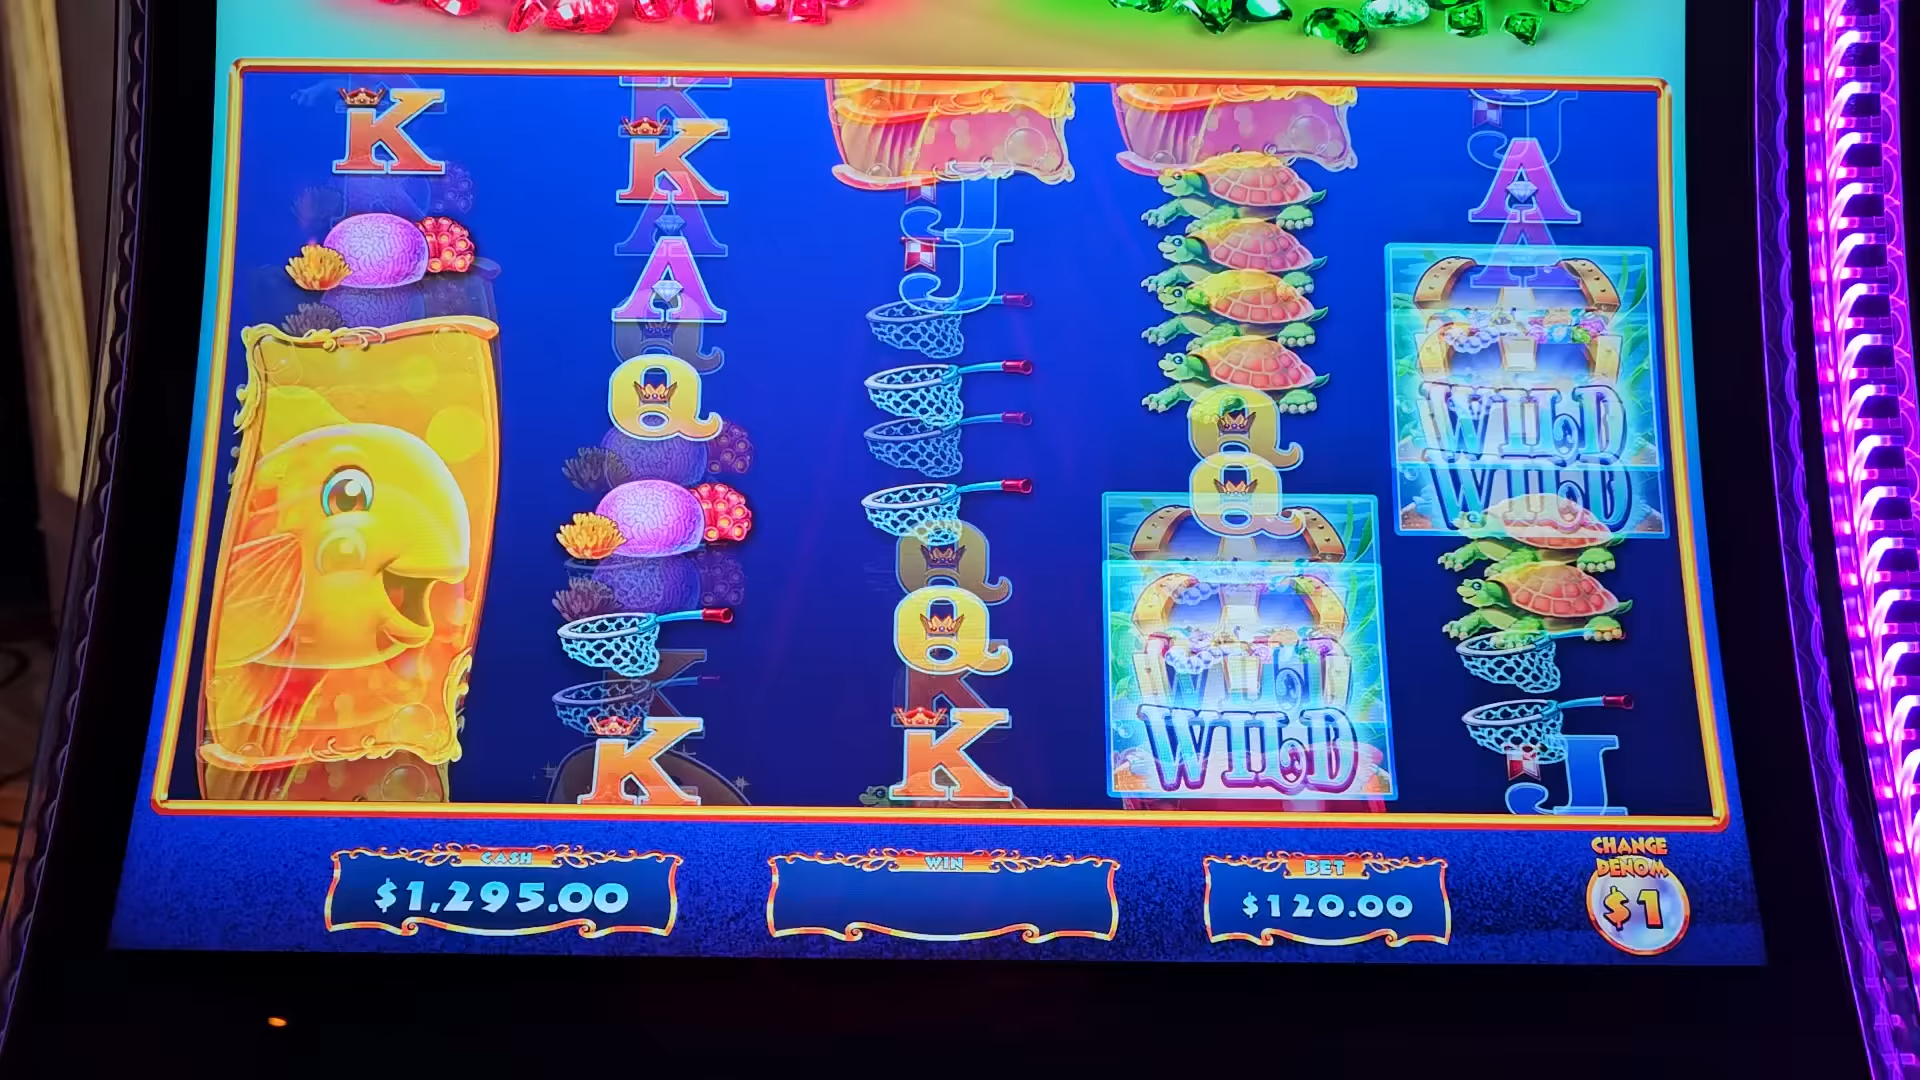 K
K
K
A
A
A
A
J
J
Q
Q
Q
WILD
WILD
Q
Q
WILD
WILD
K
K
J
CASH
$1,295.00
WIN
BET
$120.00
CHANGE
DENOM
$1